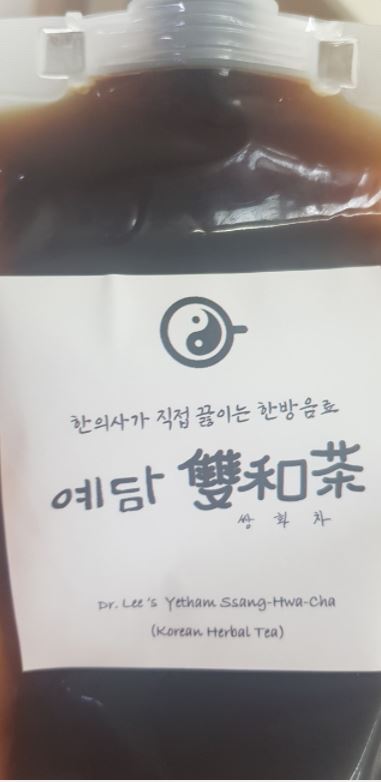 한의사가 직접 끓이는 한방음료
예담 雙和茶
쌍 화 차
Dr. Lee's Yetham Ssang-Hwa-Cha
(Korean Herbal Tea)